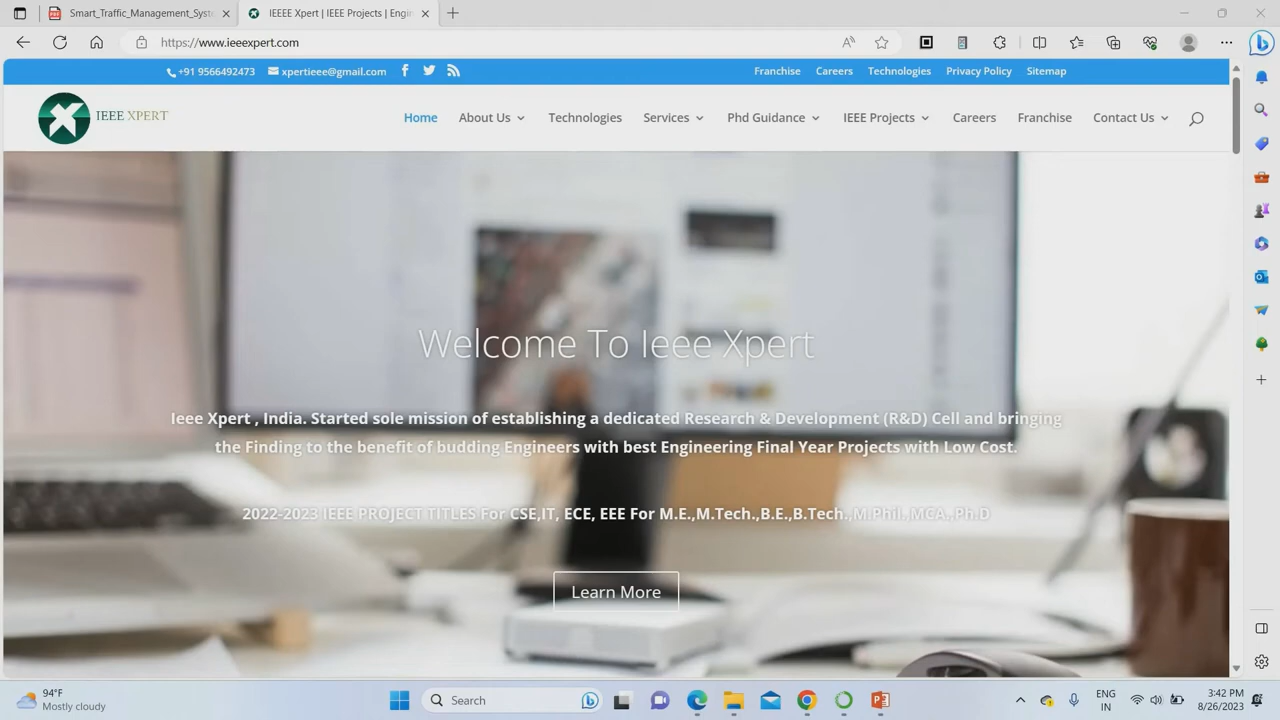 Smart_Traffic_Management_Syst
IEEEE Xpert | IEEE Projects | Engin
https://www.ieeexpert.com
+91 9566492473
xpertieee@gmail.com
Franchise
Careers
Technologies
Privacy Policy
Sitemap
IEEE XPERT
Home
About Us
Technologies
Services
Phd Guidance
IEEE Projects
Careers
Franchise
Contact Us
Welcome To Ieee Xpert
Ieee Xpert , India. Started sole mission of establishing a dedicated Research & Development (R&D) Cell and bringing
the Finding to the benefit of budding Engineers with best Engineering Final Year Projects with Low Cost.
2022-2023 IEEE PROJECT TITLES For CSE,IT, ECE, EEE For M.E.,M.Tech.,B.E.,B.Tech.,M.Phil.,MCA.,Ph.D
Learn More
94°F
Mostly cloudy
Search
ENG
IN
3:42 PM
8/26/2023